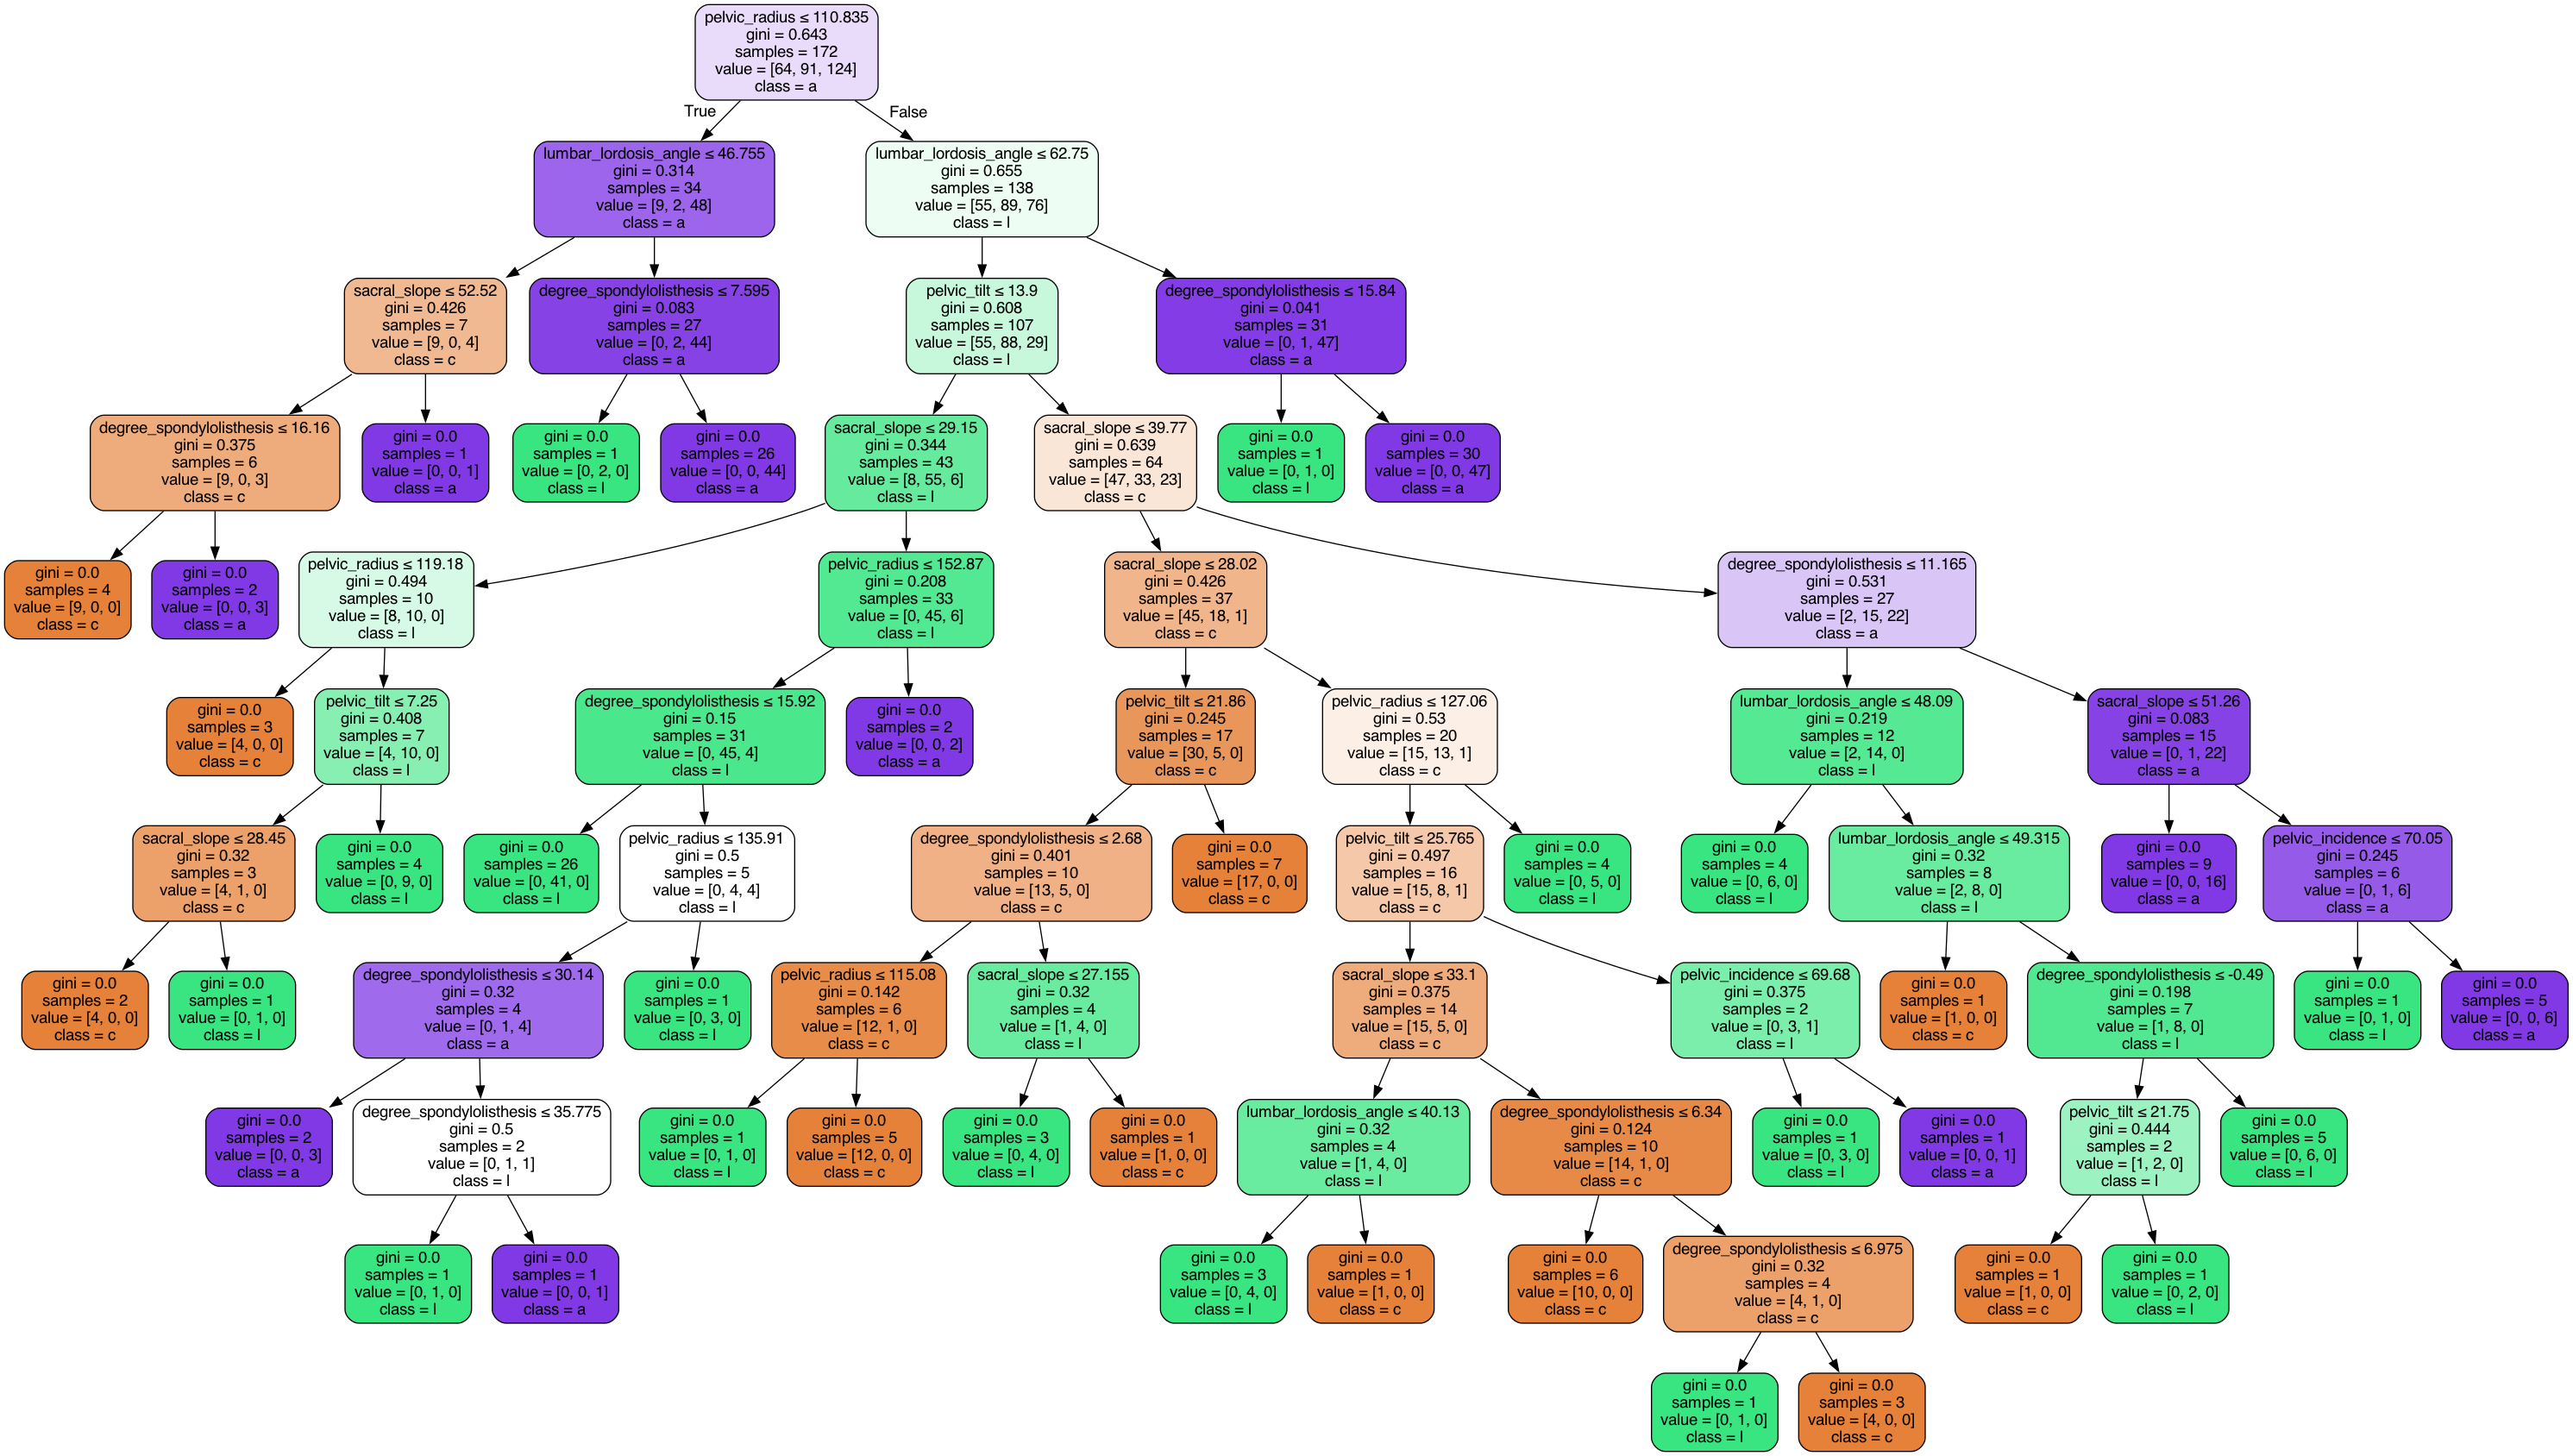 pelvic_radius ≤ 110.835
gini = 0.643
samples = 172
value = [64, 91, 124]
class = a
True
False
lumbar_lordosis_angle ≤ 46.755
gini = 0.314
samples = 34
value = [9, 2, 48]
class = a
lumbar_lordosis_angle ≤ 62.75
gini = 0.655
samples = 138
value = [55, 89, 76]
class = l
sacral_slope ≤ 52.52
gini = 0.426
samples = 7
value = [9, 0, 4]
class = c
degree_spondylolisthesis ≤ 7.595
gini = 0.083
samples = 27
value = [0, 2, 44]
class = a
pelvic_tilt ≤ 13.9
gini = 0.608
samples = 107
value = [55, 88, 29]
class = l
degree_spondylolisthesis ≤ 15.84
gini = 0.041
samples = 31
value = [0, 1, 47]
class = a
degree_spondylolisthesis ≤ 16.16
gini = 0.375
samples = 6
value = [9, 0, 3]
class = c
gini = 0.0
samples = 1
value = [0, 0, 1]
class = a
gini = 0.0
samples = 1
value = [0, 2, 0]
class = l
gini = 0.0
samples = 26
value = [0, 0, 44]
class = a
sacral_slope ≤ 29.15
gini = 0.344
samples = 43
value = [8, 55, 6]
class = l
sacral_slope ≤ 39.77
gini = 0.639
samples = 64
value = [47, 33, 23]
class = c
gini = 0.0
samples = 1
value = [0, 1, 0]
class = l
gini = 0.0
samples = 30
value = [0, 0, 47]
class = a
gini = 0.0
samples = 4
value = [9, 0, 0]
class = c
gini = 0.0
samples = 2
value = [0, 0, 3]
class = a
pelvic_radius ≤ 119.18
gini = 0.494
samples = 10
value = [8, 10, 0]
class = l
pelvic_radius ≤ 152.87
gini = 0.208
samples = 33
value = [0, 45, 6]
class = l
sacral_slope ≤ 28.02
gini = 0.426
samples = 37
value = [45, 18, 1]
class = c
degree_spondylolisthesis ≤ 11.165
gini = 0.531
samples = 27
value = [2, 15, 22]
class = a
gini = 0.0
samples = 3
value = [4, 0, 0]
class = c
pelvic_tilt ≤ 7.25
gini = 0.408
samples = 7
value = [4, 10, 0]
class = l
degree_spondylolisthesis ≤ 15.92
gini = 0.15
samples = 31
value = [0, 45, 4]
class = l
gini = 0.0
samples = 2
value = [0, 0, 2]
class = a
pelvic_tilt ≤ 21.86
gini = 0.245
samples = 17
value = [30, 5, 0]
class = c
pelvic_radius ≤ 127.06
gini = 0.53
samples = 20
value = [15, 13, 1]
class = c
lumbar_lordosis_angle ≤ 48.09
gini = 0.219
samples = 12
value = [2, 14, 0]
class = l
sacral_slope ≤ 51.26
gini = 0.083
samples = 15
value = [0, 1, 22]
class = a
sacral_slope ≤ 28.45
gini = 0.32
samples = 3
value = [4, 1, 0]
class = c
gini = 0.0
samples = 4
value = [0, 9, 0]
class = l
gini = 0.0
samples = 26
value = [0, 41, 0]
class = l
pelvic_radius ≤ 135.91
gini = 0.5
samples = 5
value = [0, 4, 4]
class = l
degree_spondylolisthesis ≤ 2.68
gini = 0.401
samples = 10
value = [13, 5, 0]
class = c
gini = 0.0
samples = 7
value = [17, 0, 0]
class = c
pelvic_tilt ≤ 25.765
gini = 0.497
samples = 16
value = [15, 8, 1]
class = c
gini = 0.0
samples = 4
value = [0, 5, 0]
class = l
gini = 0.0
samples = 4
value = [0, 6, 0]
class = l
lumbar_lordosis_angle ≤ 49.315
gini = 0.32
samples = 8
value = [2, 8, 0]
class = l
gini = 0.0
samples = 9
value = [0, 0, 16]
class = a
pelvic_incidence ≤ 70.05
gini = 0.245
samples = 6
value = [0, 1, 6]
class = a
gini = 0.0
samples = 2
value = [4, 0, 0]
class = c
gini = 0.0
samples = 1
value = [0, 1, 0]
class = l
degree_spondylolisthesis ≤ 30.14
gini = 0.32
samples = 4
value = [0, 1, 4]
class = a
gini = 0.0
samples = 1
value = [0, 3, 0]
class = l
pelvic_radius ≤ 115.08
gini = 0.142
samples = 6
value = [12, 1, 0]
class = c
sacral_slope ≤ 27.155
gini = 0.32
samples = 4
value = [1, 4, 0]
class = l
sacral_slope ≤ 33.1
gini = 0.375
samples = 14
value = [15, 5, 0]
class = c
pelvic_incidence ≤ 69.68
gini = 0.375
samples = 2
value = [0, 3, 1]
class = l
gini = 0.0
samples = 1
value = [1, 0, 0]
class = c
degree_spondylolisthesis ≤ -0.49
gini = 0.198
samples = 7
value = [1, 8, 0]
class = l
gini = 0.0
samples = 1
value = [0, 1, 0]
class = l
gini = 0.0
samples = 5
value = [0, 0, 6]
class = a
gini = 0.0
samples = 2
value = [0, 0, 3]
class = a
degree_spondylolisthesis ≤ 35.775
gini = 0.5
samples = 2
value = [0, 1, 1]
class = l
gini = 0.0
samples = 1
value = [0, 1, 0]
class = l
gini = 0.0
samples = 5
value = [12, 0, 0]
class = c
gini = 0.0
samples = 3
value = [0, 4, 0]
class = l
gini = 0.0
samples = 1
value = [1, 0, 0]
class = c
lumbar_lordosis_angle ≤ 40.13
gini = 0.32
samples = 4
value = [1, 4, 0]
class = l
degree_spondylolisthesis ≤ 6.34
gini = 0.124
samples = 10
value = [14, 1, 0]
class = c
gini = 0.0
samples = 1
value = [0, 3, 0]
class = l
gini = 0.0
samples = 1
value = [0, 0, 1]
class = a
pelvic_tilt ≤ 21.75
gini = 0.444
samples = 2
value = [1, 2, 0]
class = l
gini = 0.0
samples = 5
value = [0, 6, 0]
class = l
gini = 0.0
samples = 1
value = [0, 1, 0]
class = l
gini = 0.0
samples = 1
value = [0, 0, 1]
class = a
gini = 0.0
samples = 3
value = [0, 4, 0]
class = l
gini = 0.0
samples = 1
value = [1, 0, 0]
class = c
gini = 0.0
samples = 6
value = [10, 0, 0]
class = c
degree_spondylolisthesis ≤ 6.975
gini = 0.32
samples = 4
value = [4, 1, 0]
class = c
gini = 0.0
samples = 1
value = [1, 0, 0]
class = c
gini = 0.0
samples = 1
value = [0, 2, 0]
class = l
gini = 0.0
samples = 1
value = [0, 1, 0]
class = l
gini = 0.0
samples = 3
value = [4, 0, 0]
class = c